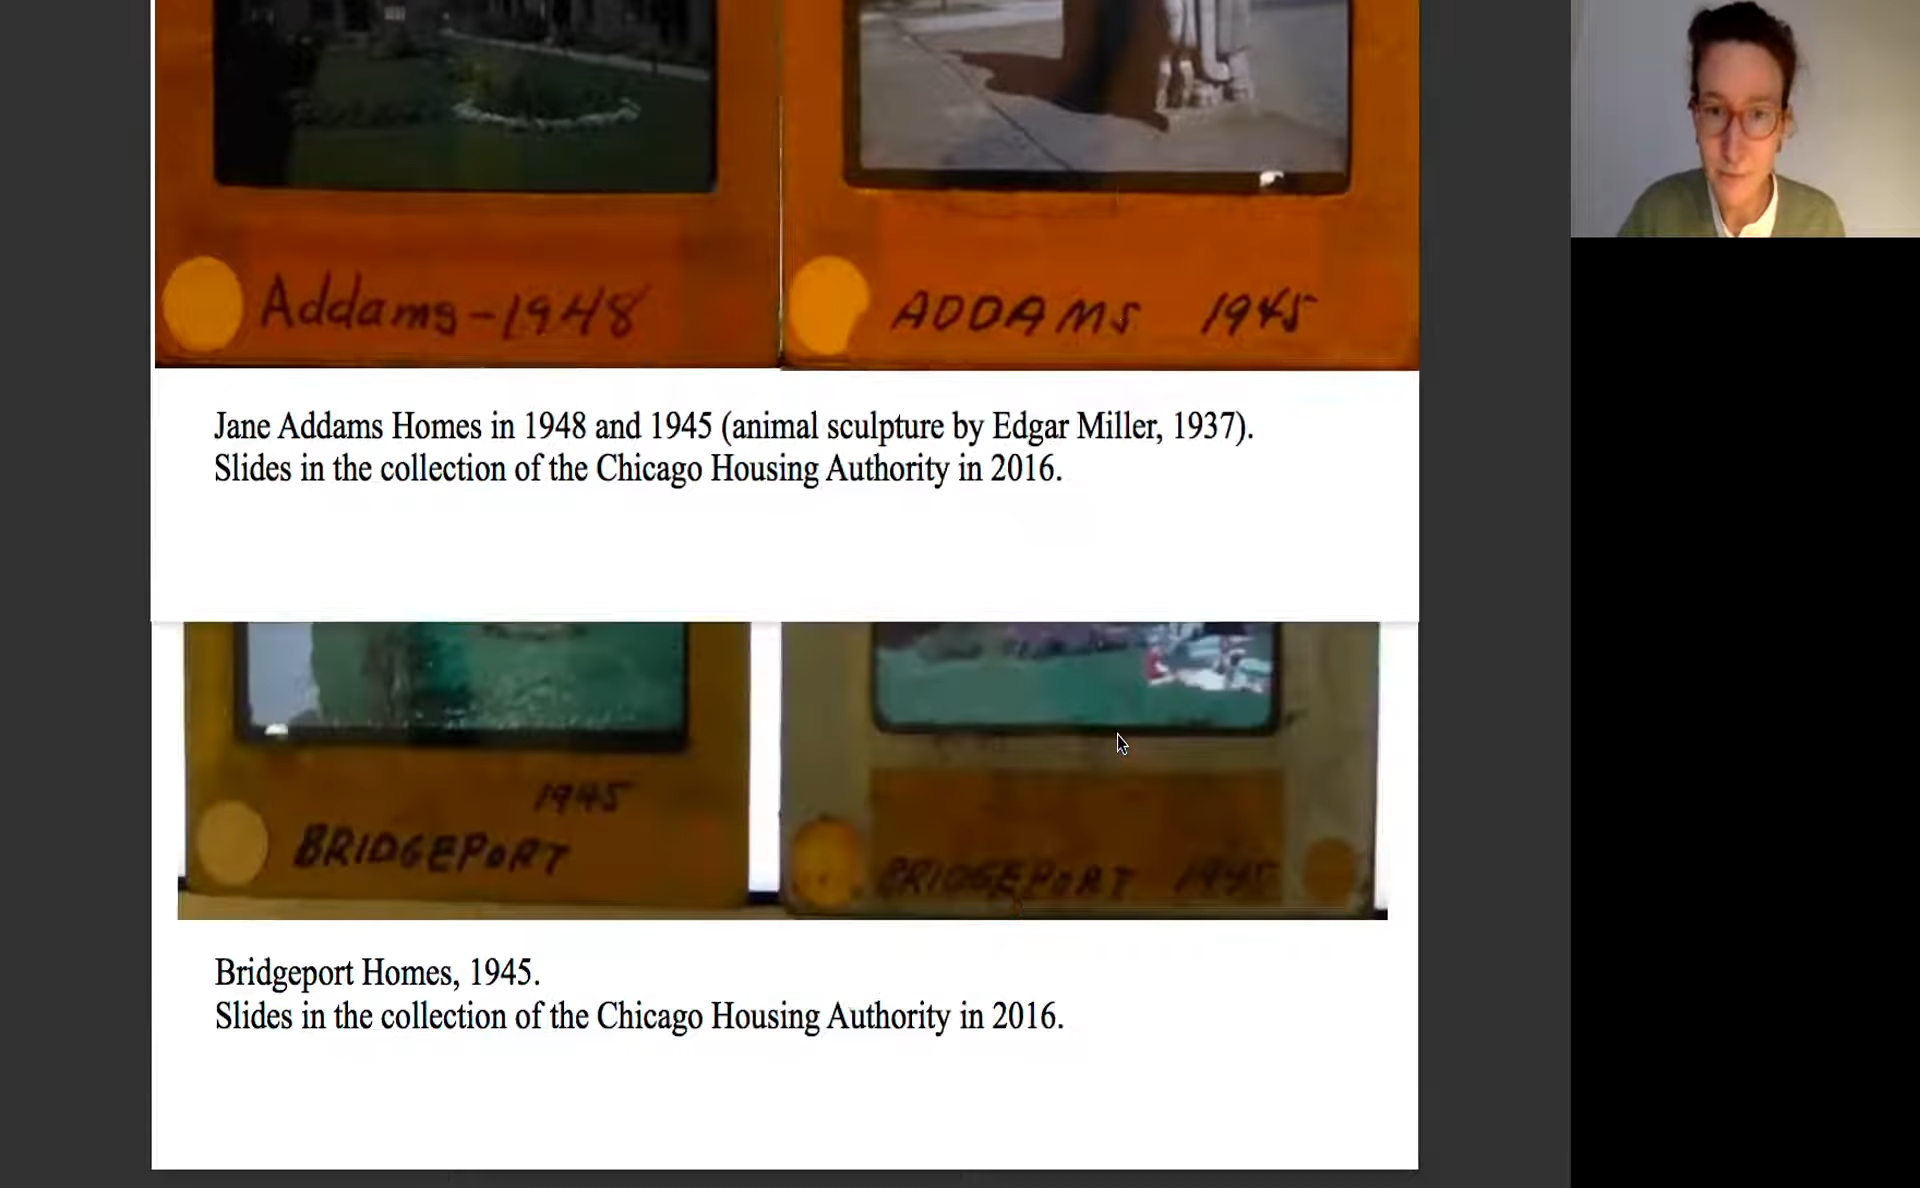 Addams-1948
ADDAMS 1945
Jane Addams Homes in 1948 and 1945 (animal sculpture by Edgar Miller, 1937).
Slides in the collection of the Chicago Housing Authority in 2016.
1945
BRIDGEPORT
BRIDGEPORT 1945
Bridgeport Homes, 1945.
Slides in the collection of the Chicago Housing Authority in 2016.